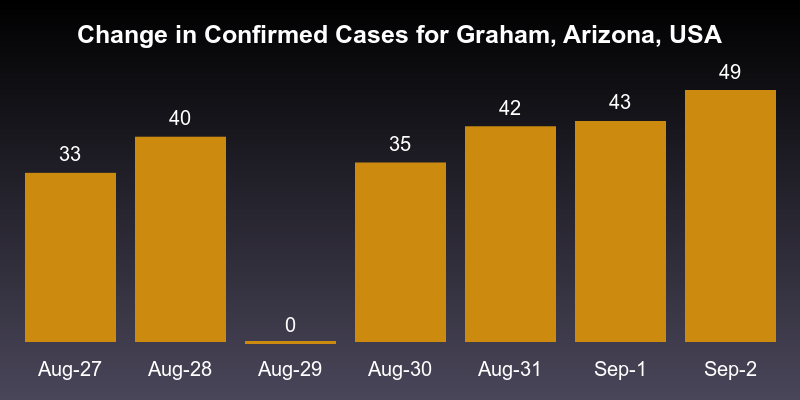 Change in Confirmed Cases for Graham, Arizona, USA
33
40
0
35
42
43
49
Aug-27
Aug-28
Aug-29
Aug-30
Aug-31
Sep-1
Sep-2